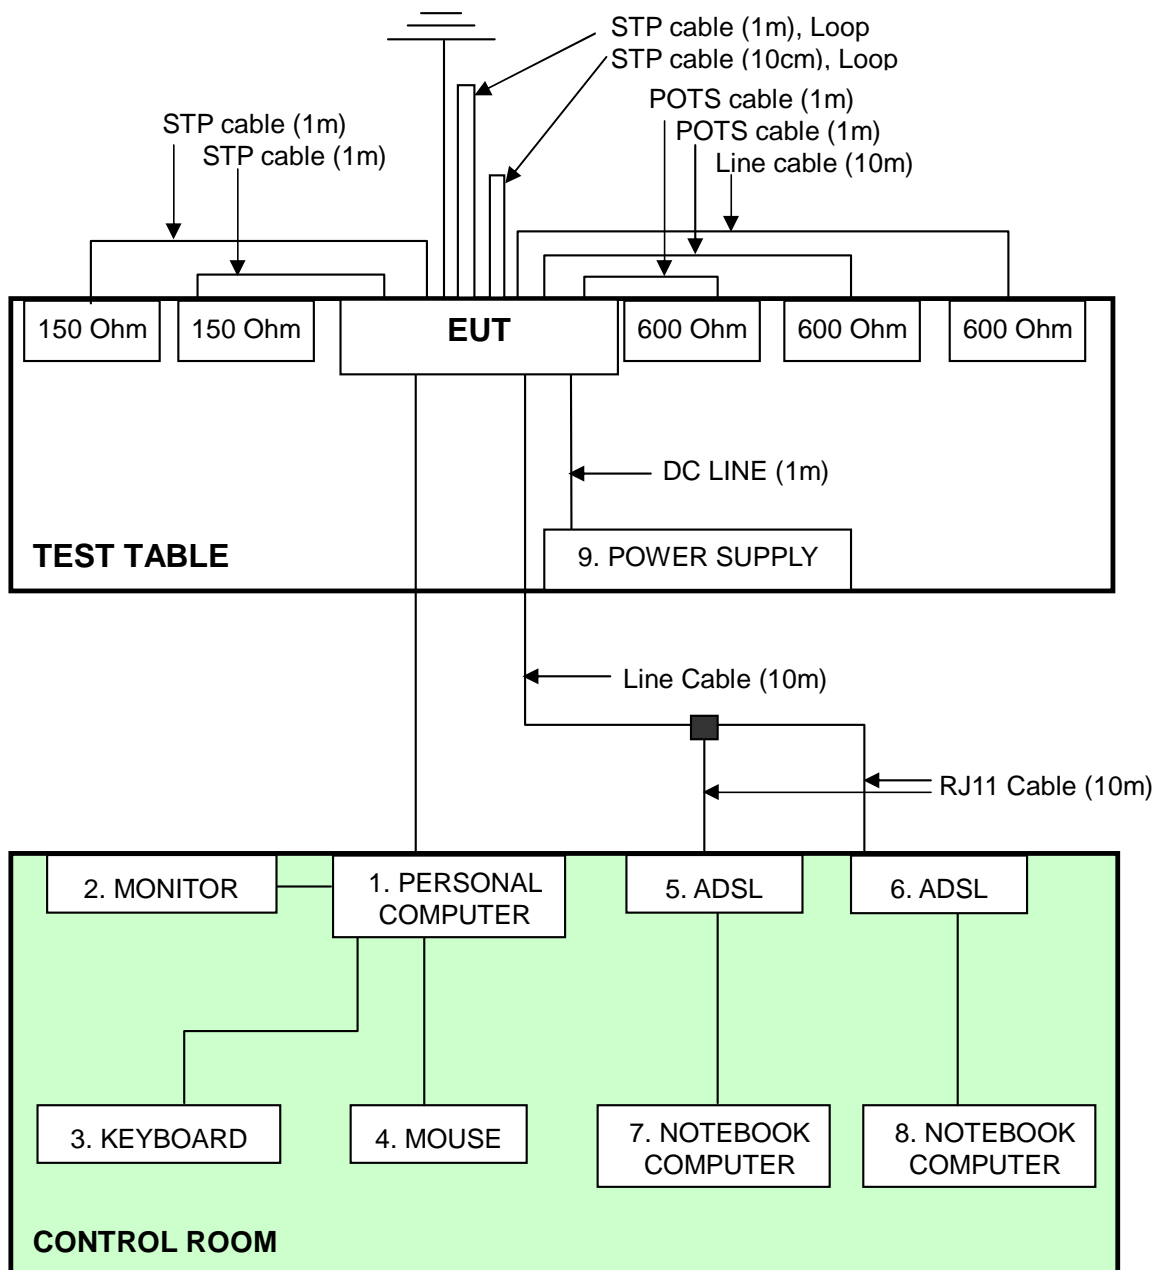 STP cable (1m), Loop
STP cable (10cm), Loop
POTS cable (1m)
STP cable (1m)
POTS cable (1m)
STP cable (1m)
Line cable (10m)
150 Ohm
150 Ohm
EUT
600 Ohm
600 Ohm
600 Ohm
DC LINE (1m)
TEST TABLE
9. POWER SUPPLY
Line Cable (10m)
RJ11 Cable (10m)
2. MONITOR
1. PERSONAL
COMPUTER
5. ADSL
6. ADSL
3. KEYBOARD
4. MOUSE
7. NOTEBOOK
COMPUTER
8. NOTEBOOK
COMPUTER
CONTROL ROOM